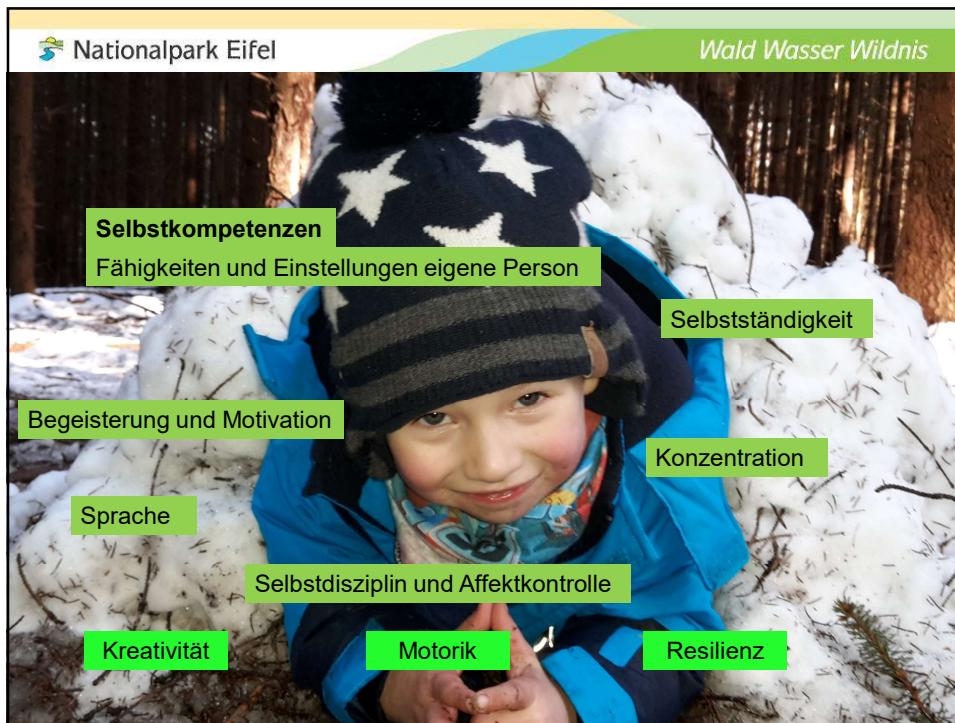 Nationalpark Eifel
Wald Wasser Wildnis
Selbstkompetenzen
Fähigkeiten und Einstellungen eigene Person
Selbstständigkeit
Begeisterung und Motivation
Konzentration
Sprache
Selbstdisziplin und Affektkontrolle
Kreativität
Motorik
Resilienz